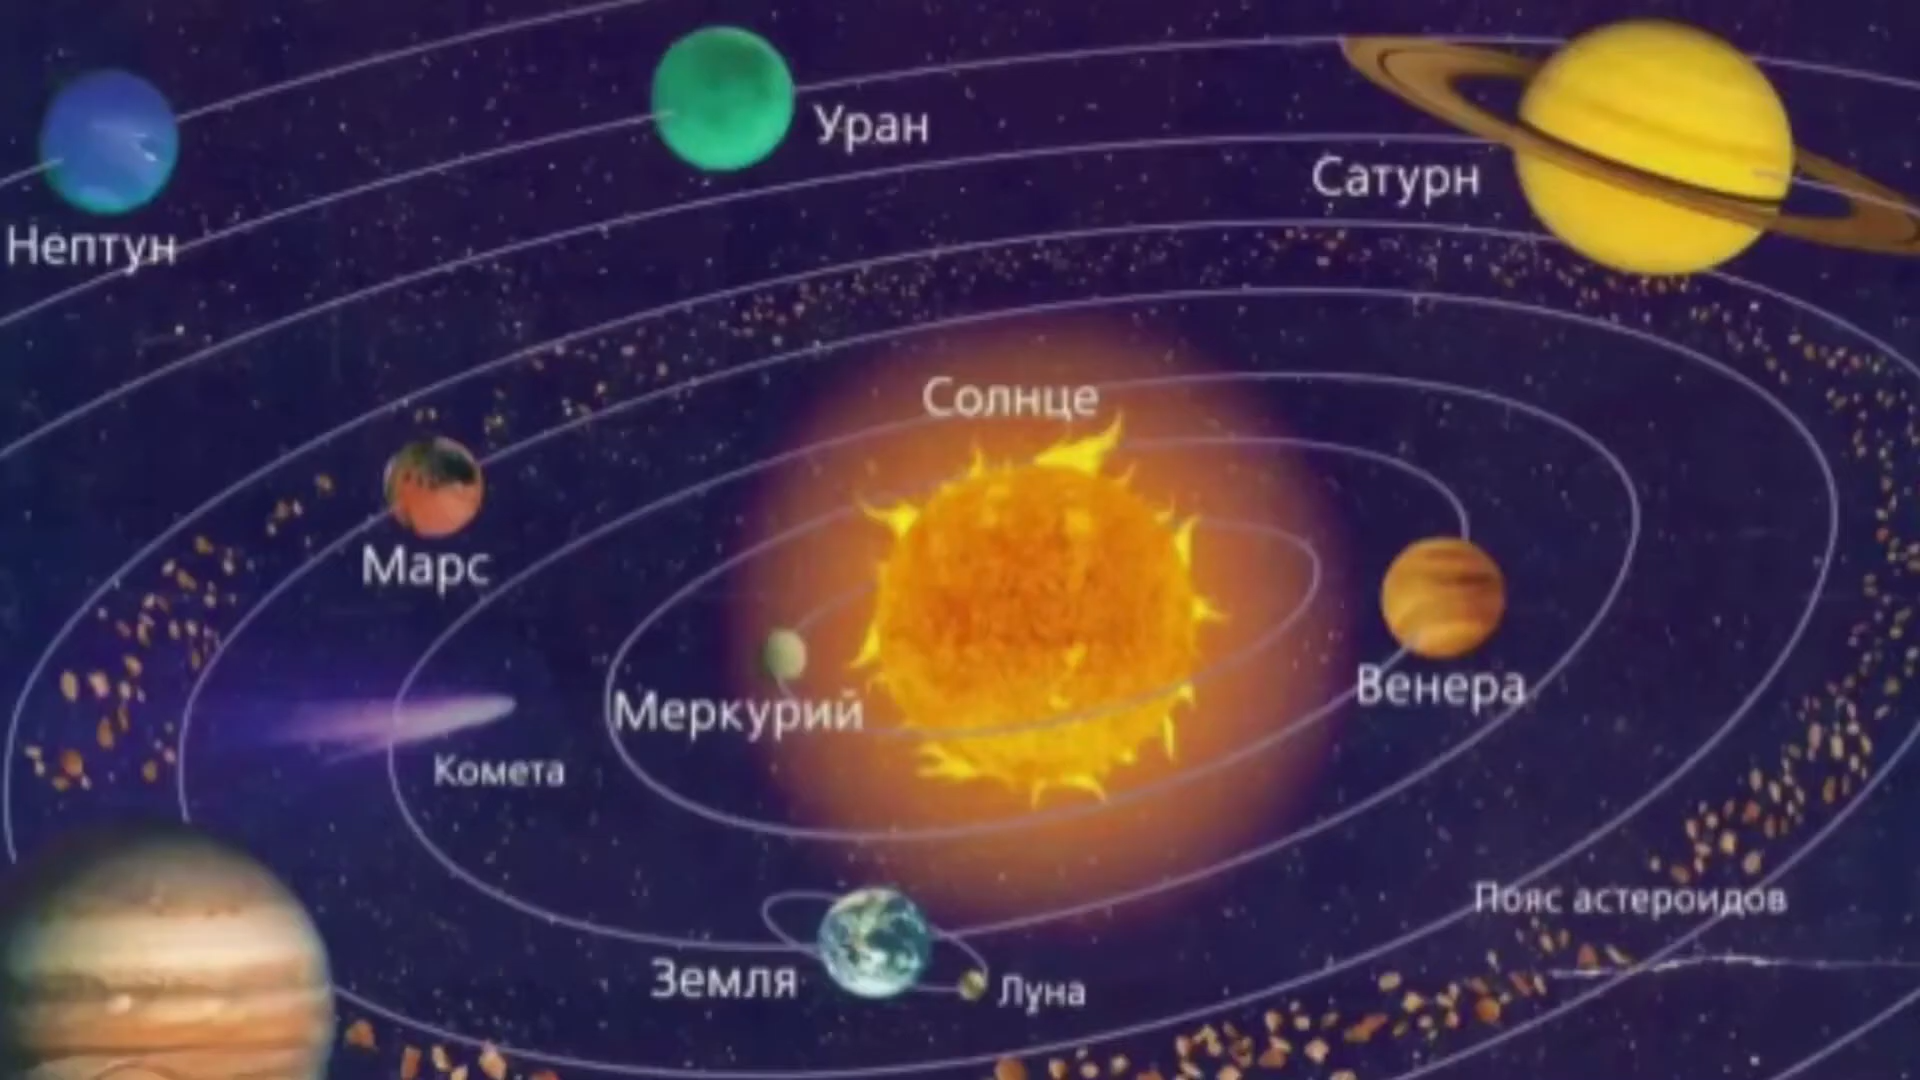 Уран
Сатурн
Нептун
Солнце
Марс
Венера
Меркурий
Комета
Пояс астероидов
Земля
Луна